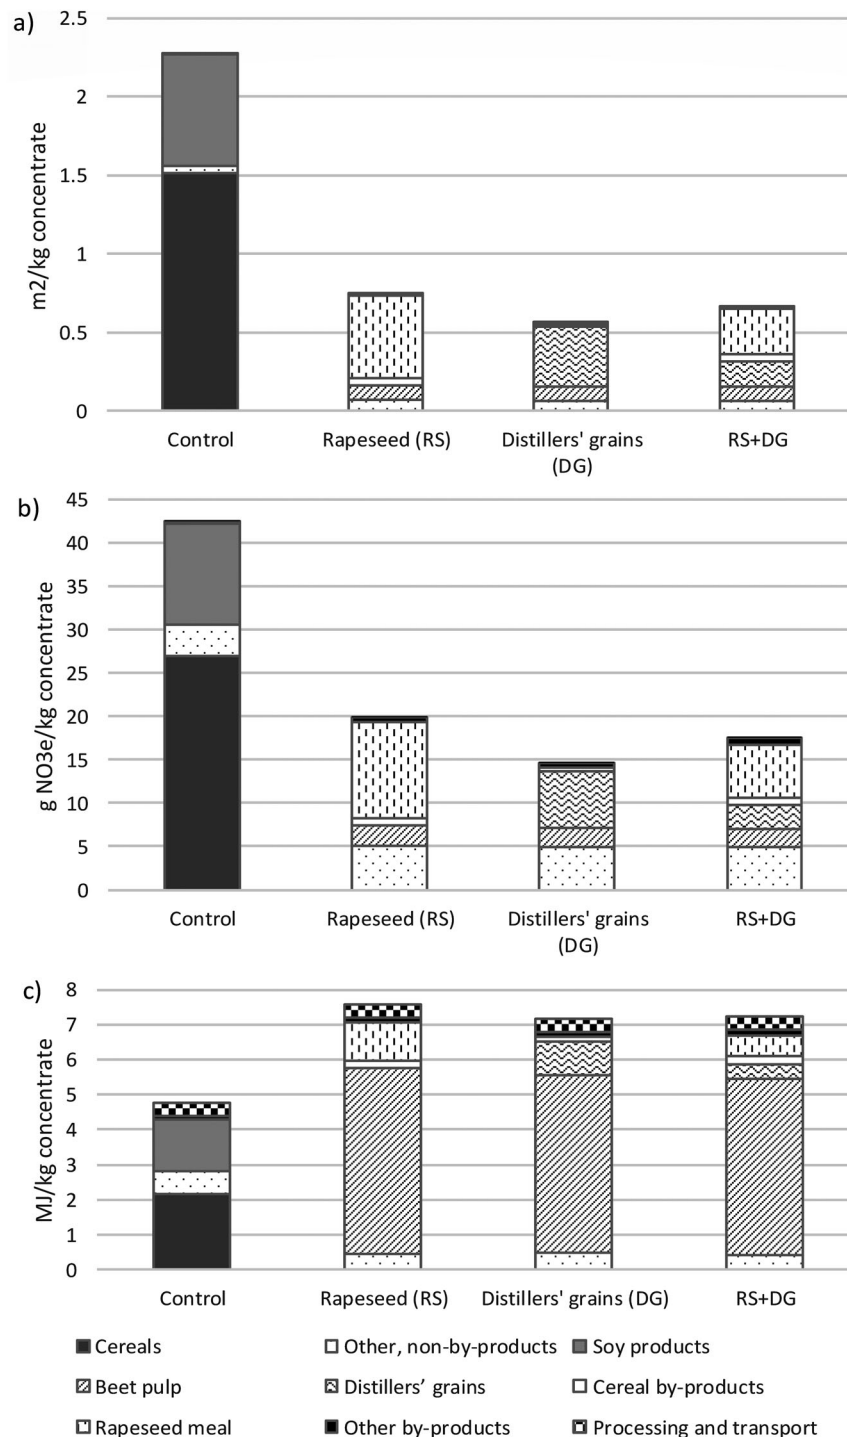 a)
m2/kg concentrate
2.5
2
1.5
1
0.5
0
Control
Rapeseed (RS)
Distillers' grains
(DG)
RS+DG
b)
g NO3e/kg concentrate
45
40
35
30
25
20
15
10
5
0
Control
Rapeseed (RS)
Distillers' grains
(DG)
RS+DG
c)
MJ/kg concentrate
8
7
6
5
4
3
2
1
0
Control
Rapeseed (RS)
Distillers' grains (DG)
RS+DG
Cereals
Other, non-by-products
Soy products
Beet pulp
Distillers’ grains
Cereal by-products
Rapeseed meal
Other by-products
Processing and transport